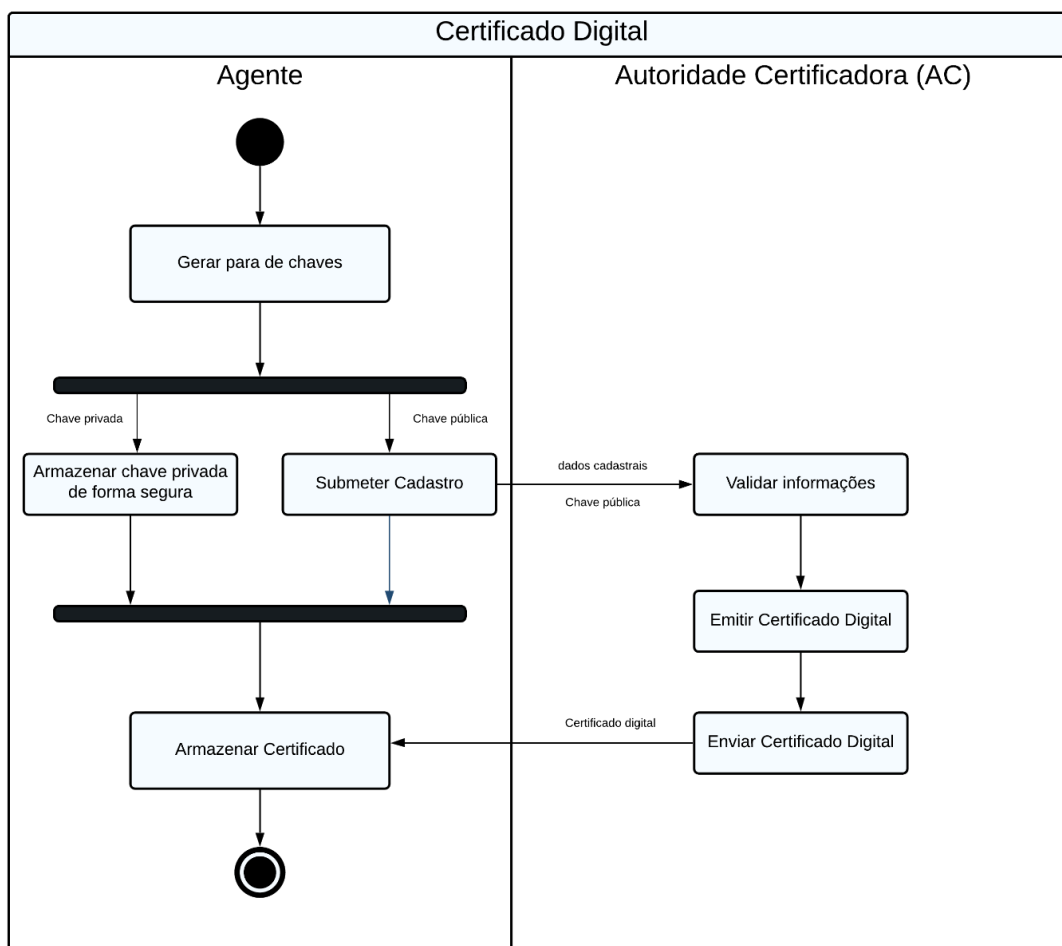 Certificado Digital
Agente
Autoridade Certificadora (AC)
Gerar para de chaves
Chave privada
Chave pública
Armazenar chave privada
de forma segura
Submeter Cadastro
dados cadastrais
Chave pública
Validar informações
Emitir Certificado Digital
Armazenar Certificado
Certificado digital
Enviar Certificado Digital